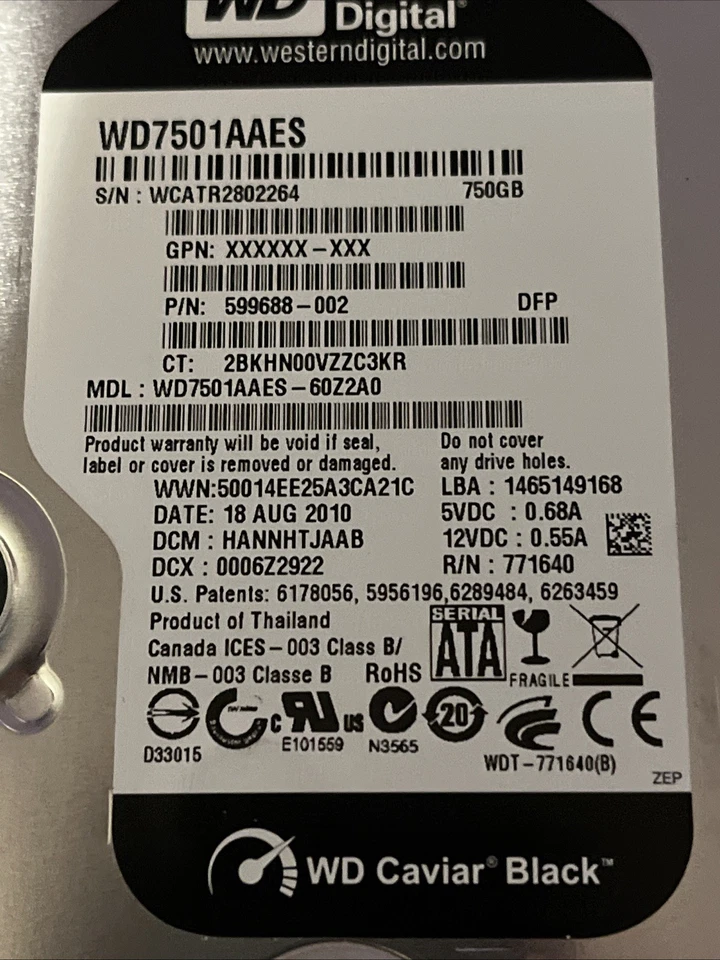 WD Digital
www.westerndigital.com
WD7501AAES
S/N : WCATR2802264 750GB
GPN: XXXXXX-XXX
P/N: 599688-002 DFP
CT: 2BKHN00VZZC3KR
MDL : WD7501AAES-60Z2A0
Product warranty will be void if seal, Do not cover
label or cover is removed or damaged. any drive holes.
WWN:50014EE25A3CA21C LBA : 1465149168
DATE: 18 AUG 2010 5VDC : 0.68A
DCM : HANNHTJAAB 12VDC : 0.55A
DCX : 0006Z2922 R/N : 771640
U.S. Patents: 6178056, 5956196,6289484, 6263459
Product of Thailand
Canada ICES-003 Class B/
NMB-003 Classe B RoHS
SERIAL
ATA
FRAGILE
c RU us 20 CE
D33015 E101559 N3565
WDT-771640(B)
ZEP
WD Caviar® Black™